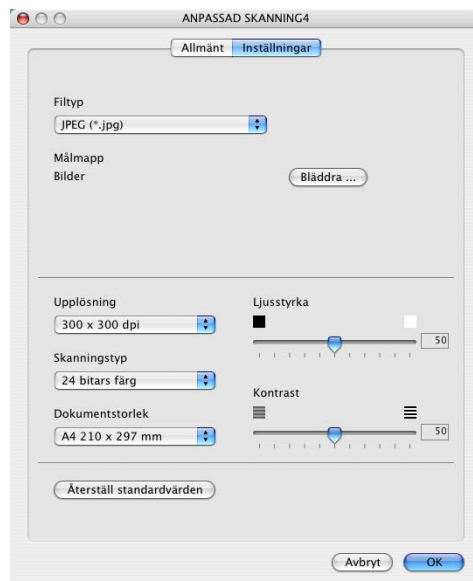 ANPASSAD SKANNING4
Allmänt Inställningar
Filtyp
JPEG (*.jpg)
Målmapp
Bilder
Bläddra ...
Upplösning
300 x 300 dpi
Skanningstyp
24 bitars färg
Dokumentstorlek
A4 210 x 297 mm
Ljusstyrka
50
Kontrast
50
Återställ standardvärden
Avbryt OK